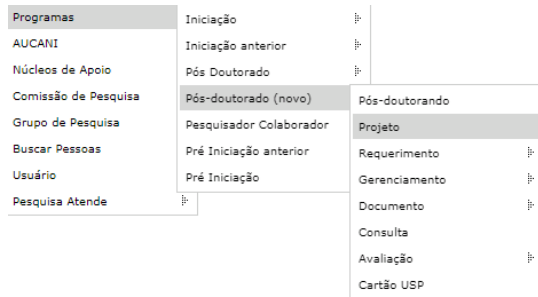 Programas
AUCANI
Núcleos de Apoio
Comissão de Pesquisa
Grupo de Pesquisa
Buscar Pessoas
Usuário
Pesquisa Atende
Iniciação
Iniciação anterior
Pós Doutorado
Pós-doutorado (novo)
Pesquisador Colaborador
Pré Iniciação anterior
Pré Iniciação
Pós-doutorando
Projeto
Requerimento
Gerenciamento
Documento
Consulta
Avaliação
Cartão USP